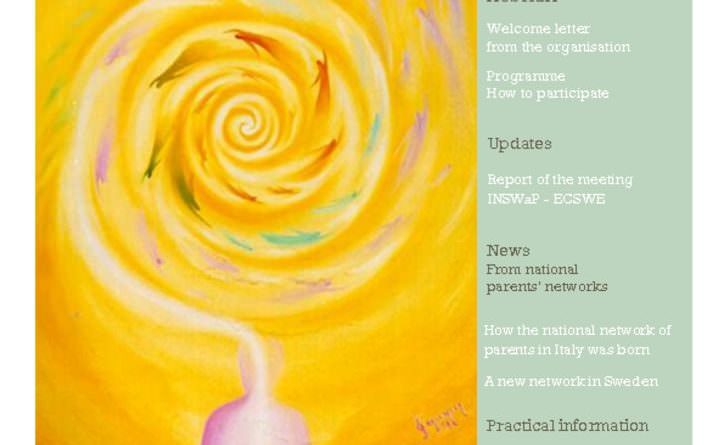 Welcome letter
from the organisation
Programme
How to participate
Updates
Report of the meeting
INSWaP - ECSWE
News
From national
parents' networks
How the national network of
parents in Italy was born
A new network in Sweden
Practical information